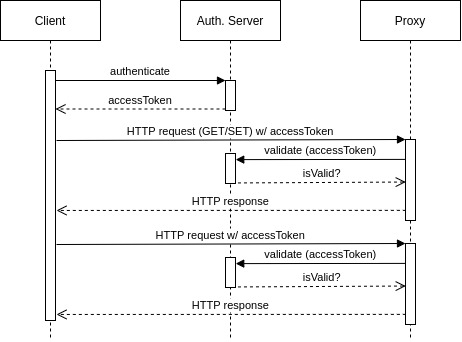 Client
Auth. Server
Proxy
authenticate
accessToken
HTTP request (GET/SET) w/ accessToken
validate (accessToken)
isValid?
HTTP response
HTTP request w/ accessToken
validate (accessToken)
isValid?
HTTP response